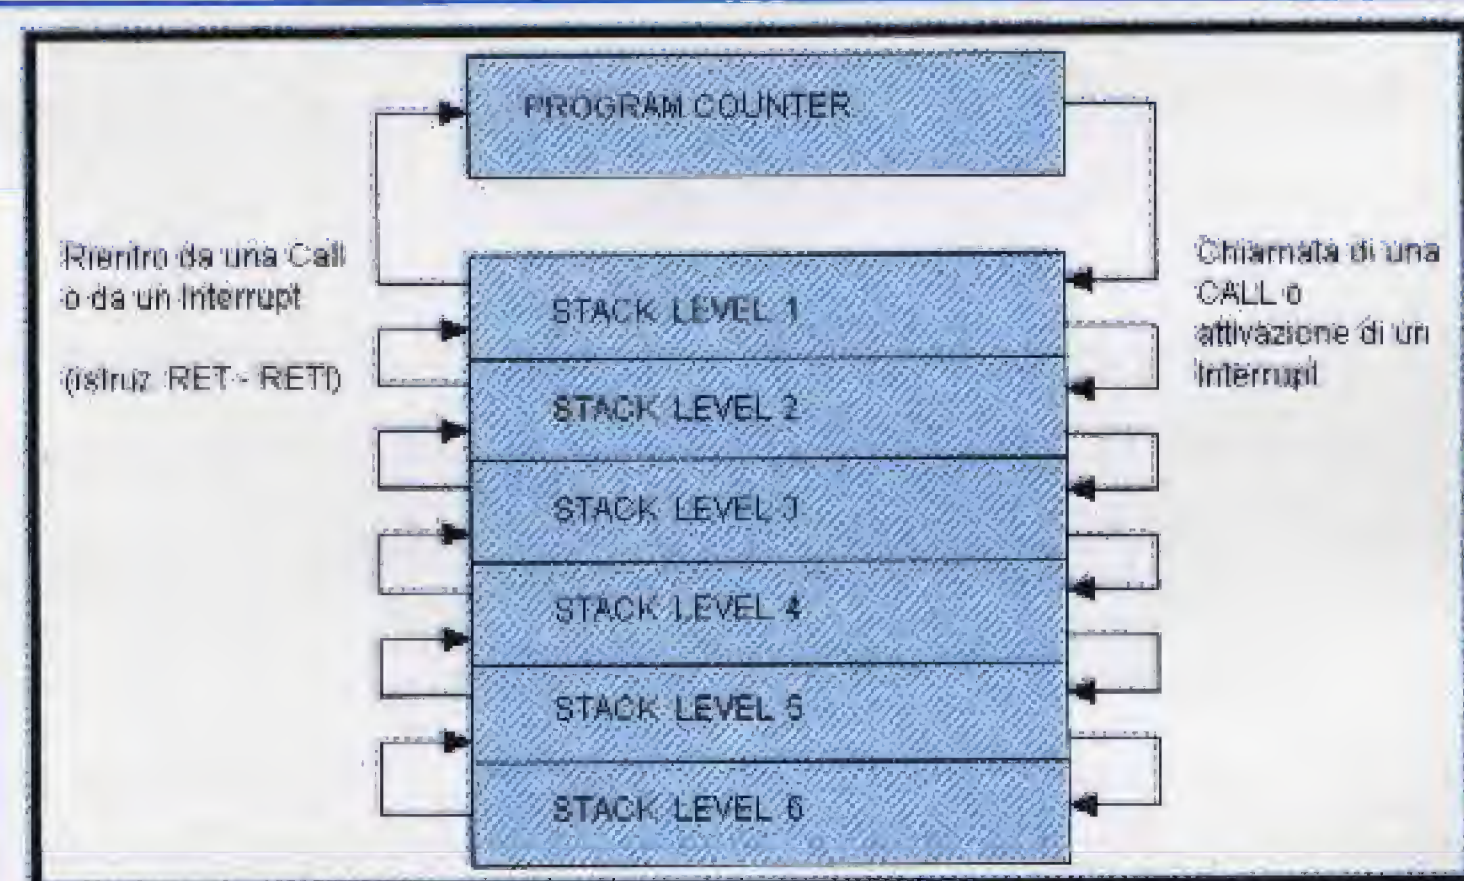 PROGRAM COUNTER
Rientro da una Call
o da un Interrupt
(istruz. RET - RETI)
Chiamata di una
CALL o
attivazione di un
Interrupt
STACK LEVEL 1
STACK LEVEL 2
STACK LEVEL 3
STACK LEVEL 4
STACK LEVEL 5
STACK LEVEL 6